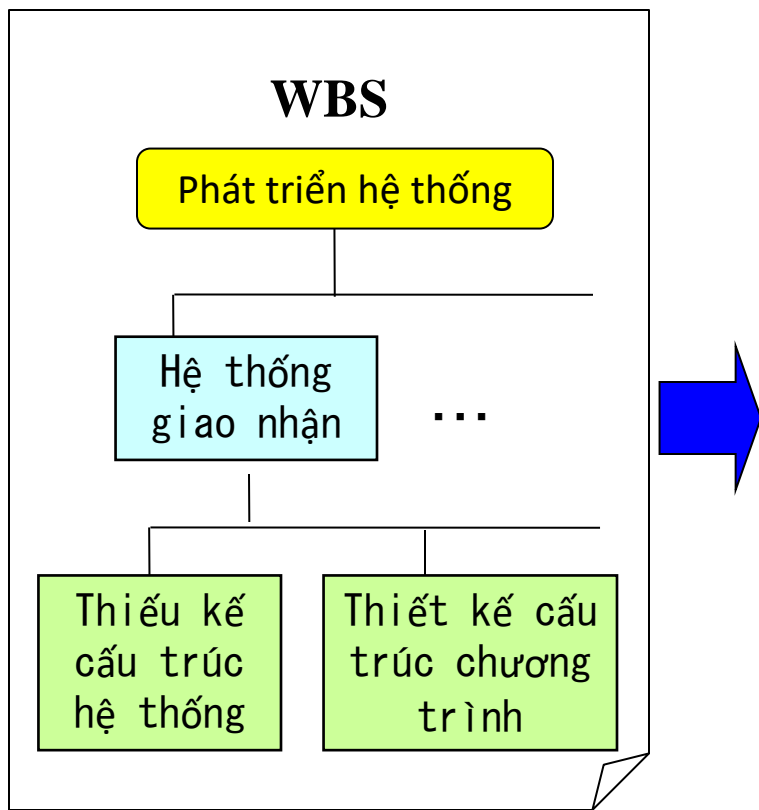 WBS
Phát triển hệ thống
Hệ thống
giao nhận
...
Thiếu kế
cấu trúc
hệ thống
Thiết kế cấu
trúc chương
trình